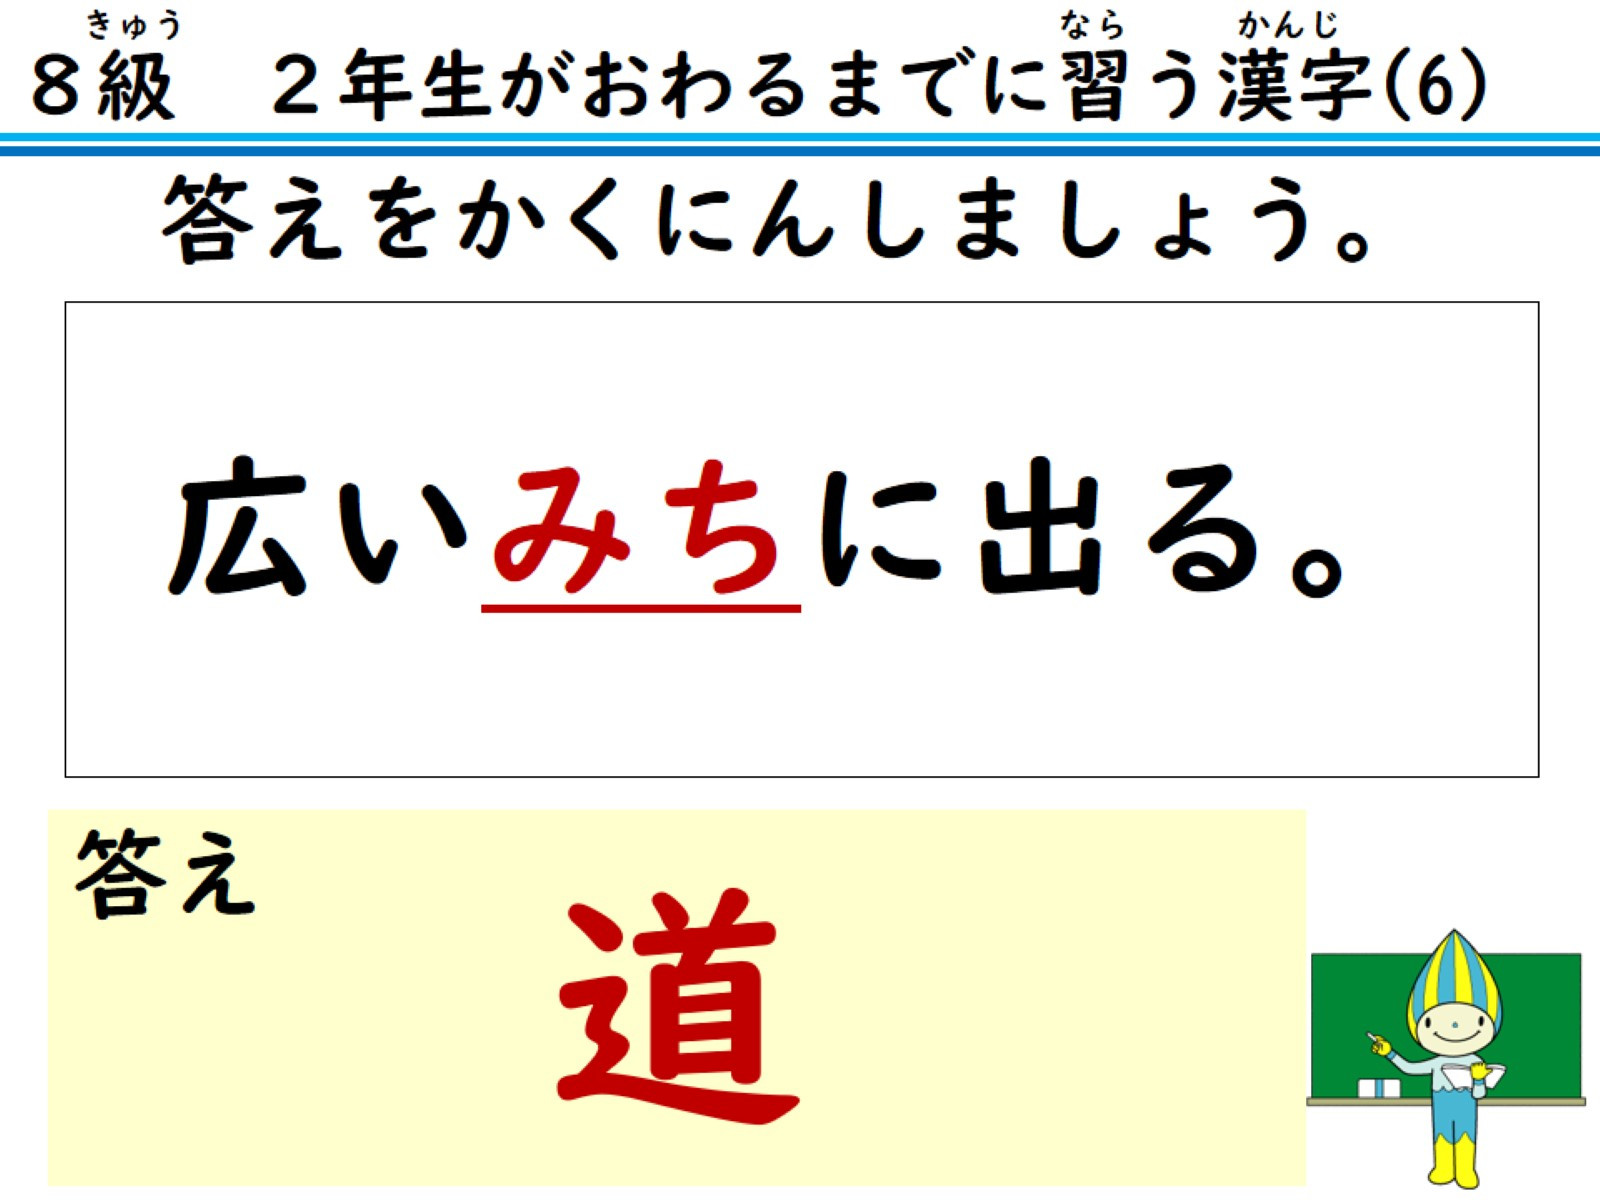 きゅう なら かんじ
８級　２年生がおわるまでに習う漢字(6)
答えをかくにんしましょう。
広いみちに出る。
答え
道